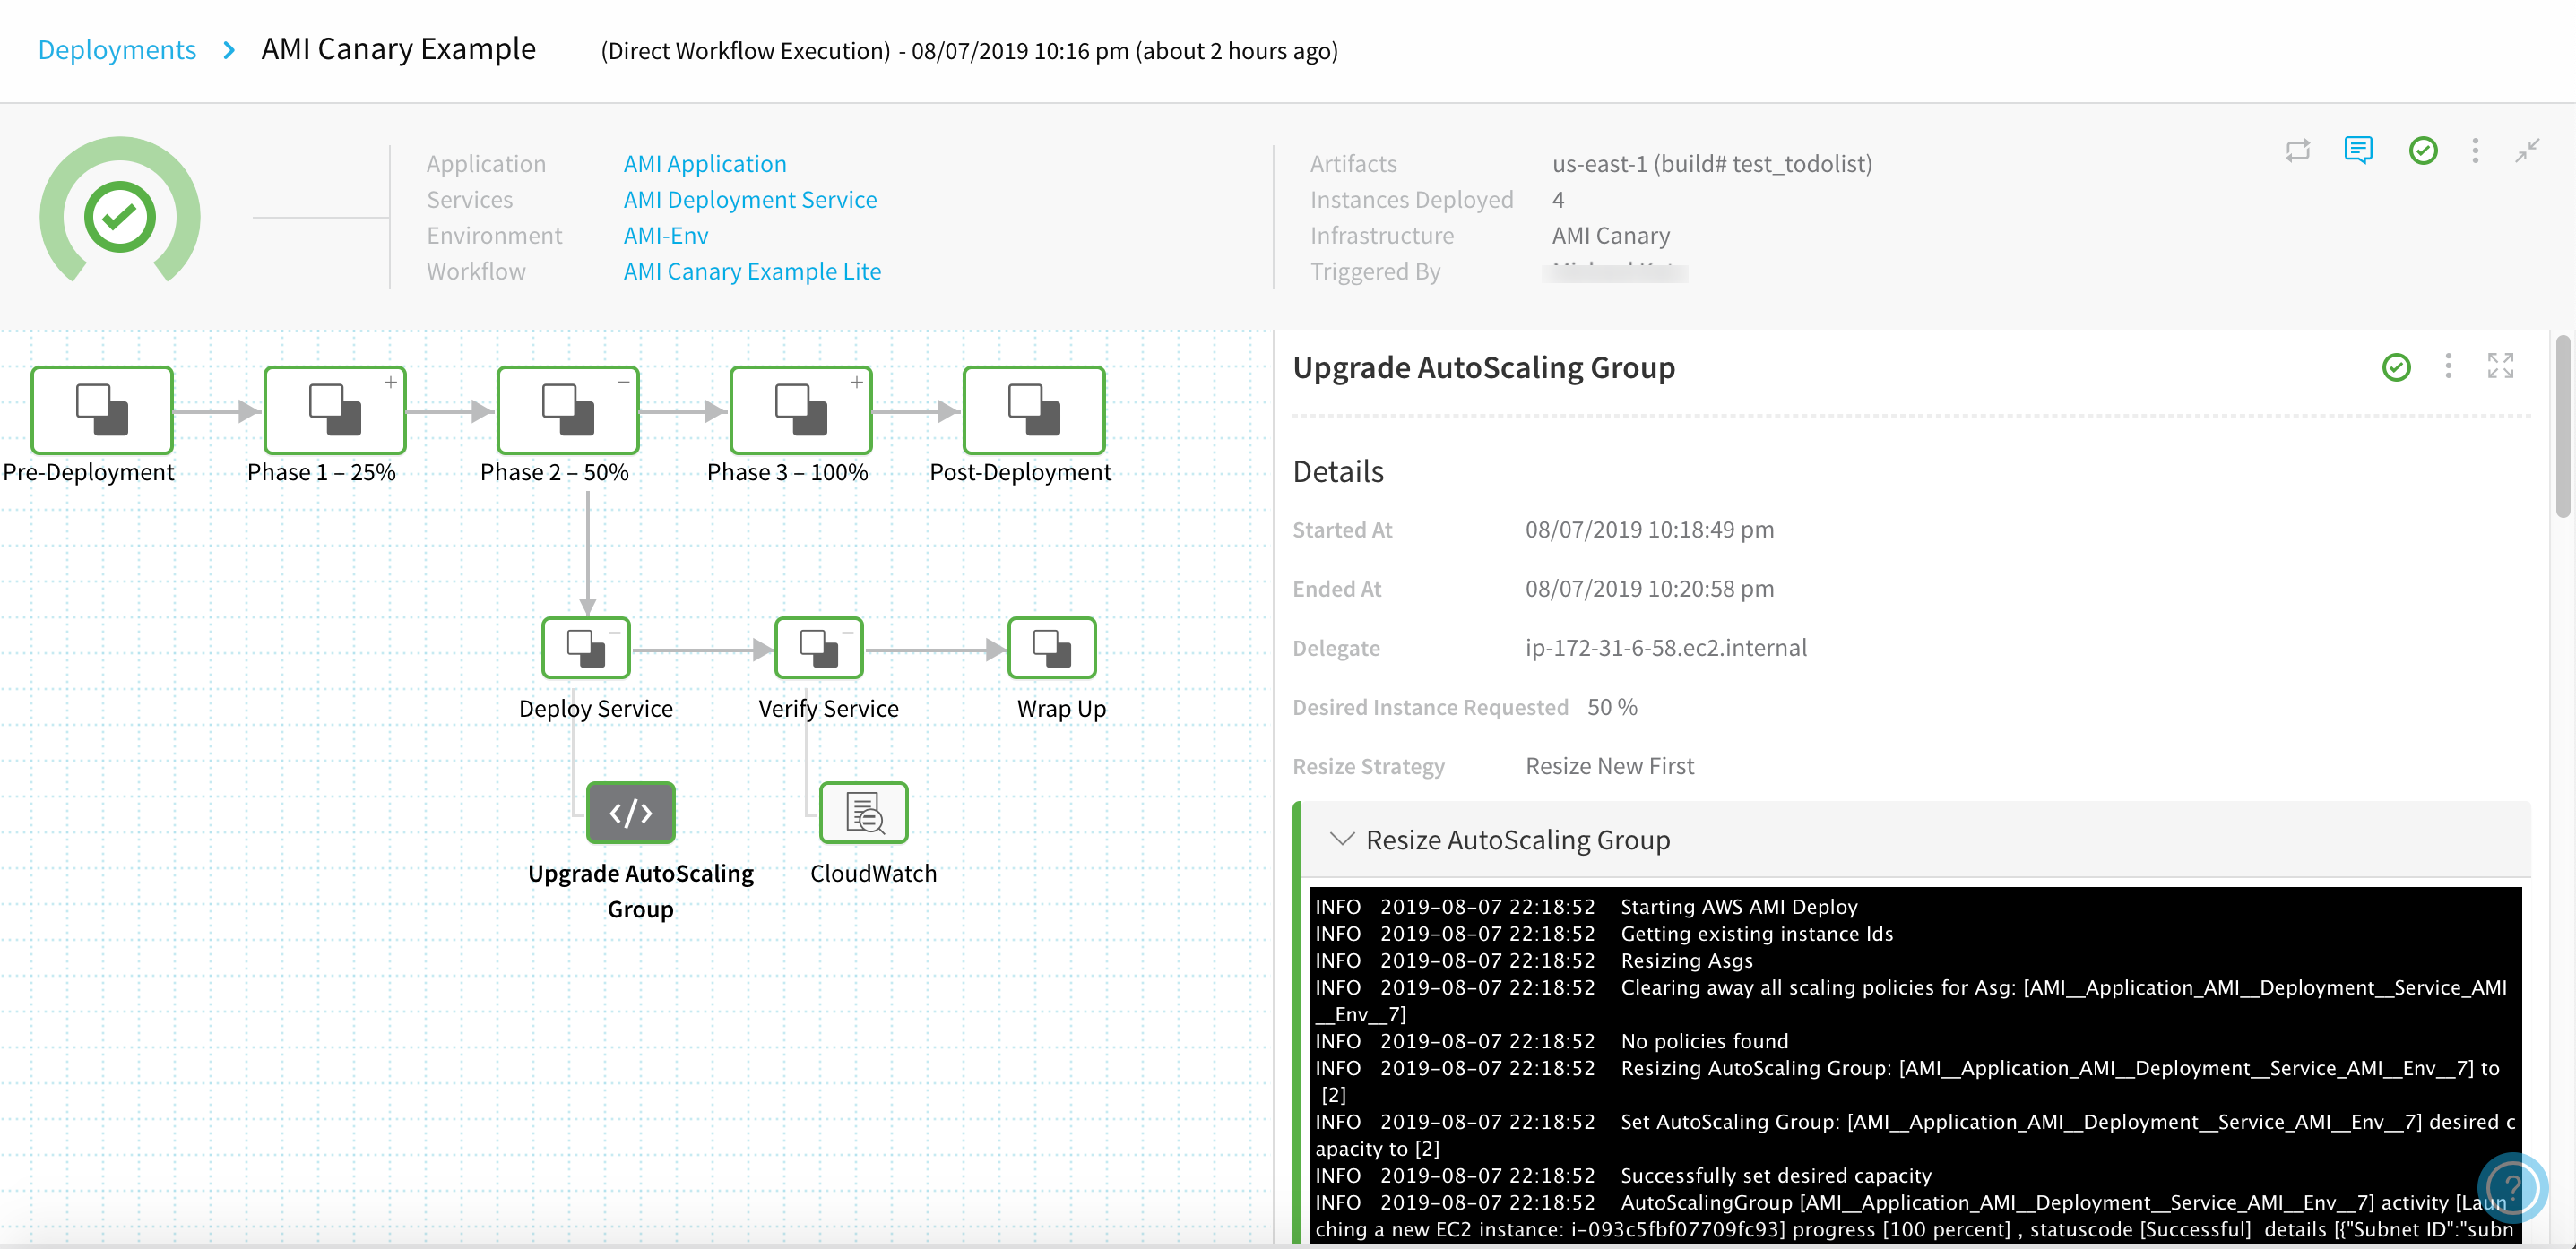 Deployments > AMI Canary Example (Direct Workflow Execution) - 08/07/2019 10:16 pm (about 2 hours ago)
Application AMI Application
Services AMI Deployment Service
Environment AMI-Env
Workflow AMI Canary Example Lite
Artifacts us-east-1 (build# test_todolist)
Instances Deployed 4
Infrastructure AMI Canary
Triggered By
Pre-Deployment
Phase 1 – 25%
Phase 2 – 50%
Phase 3 – 100%
Post-Deployment
Deploy Service
Verify Service
Wrap Up
</>
Upgrade AutoScaling
Group
CloudWatch
Upgrade AutoScaling Group
Details
Started At 08/07/2019 10:18:49 pm
Ended At 08/07/2019 10:20:58 pm
Delegate ip-172-31-6-58.ec2.internal
Desired Instance Requested 50 %
Resize Strategy Resize New First
Resize AutoScaling Group
INFO 2019-08-07 22:18:52 Starting AWS AMI Deploy
INFO 2019-08-07 22:18:52 Getting existing instance Ids
INFO 2019-08-07 22:18:52 Resizing Asgs
INFO 2019-08-07 22:18:52 Clearing away all scaling policies for Asg: [AMI__Application_AMI__Deployment__Service_AMI
__Env__7]
INFO 2019-08-07 22:18:52 No policies found
INFO 2019-08-07 22:18:52 Resizing AutoScaling Group: [AMI__Application_AMI__Deployment__Service_AMI__Env__7] to
[2]
INFO 2019-08-07 22:18:52 Set AutoScaling Group: [AMI__Application_AMI__Deployment__Service_AMI__Env__7] desired c
apacity to [2]
INFO 2019-08-07 22:18:52 Successfully set desired capacity
INFO 2019-08-07 22:18:52 AutoScalingGroup [AMI__Application_AMI__Deployment__Service_AMI__Env__7] activity [Laun
ching a new EC2 instance: i-093c5fbf07709fc93] progress [100 percent] , statuscode [Successful] details [{"Subnet ID":"subn
?